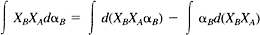 ∫ X_B X_A dα_B = ∫ d(X_B X_A α_B) − ∫ α_B d(X_B X_A)